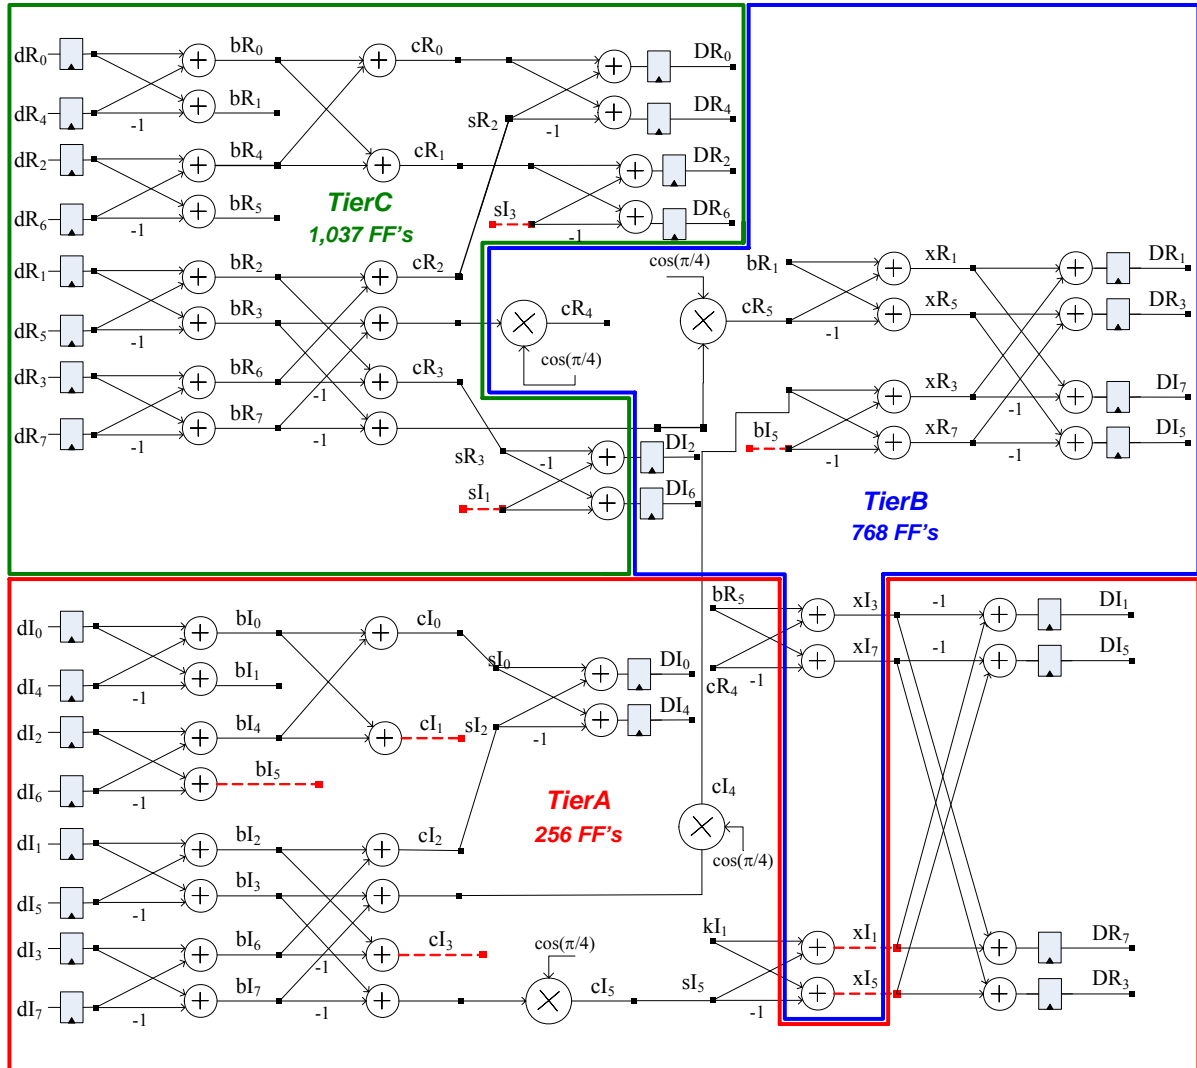 dR₀
bR₀
cR₀
DR₀
bR₁
dR₄
-1
sR₂
-1
DR₄
dR₂
bR₄
cR₁
DR₂
TierC
1,037 FF's
dR₆
-1
bR₅
sI₃
-1
DR₆
dR₁
bR₂
cR₂
cos(π/4)
bR₁
xR₁
DR₁
dR₅
-1
bR₃
cR₄
cR₅
-1
xR₅
DR₃
cos(π/4)
dR₃
bR₆
-1
cR₃
xR₃
-1
DI₇
dR₇
-1
bR₇
-1
bI₅
-1
xR₇
-1
DI₅
sR₃
-1
DI₂
sI₁
DI₆
TierB
768 FF's
dI₀
bI₀
cI₀
bR₅
xI₃
-1
DI₁
dI₄
-1
bI₁
sI₀
DI₀
cR₄
-1
xI₇
-1
DI₅
dI₂
bI₄
cI₁
sI₂
-1
DI₄
dI₆
-1
bI₅
TierA
256 FF's
cI₄
dI₁
bI₂
cI₂
cos(π/4)
dI₅
-1
bI₃
dI₃
bI₆
-1
cI₃
cos(π/4)
kI₁
xI₁
DR₇
dI₇
-1
bI₇
-1
cI₅
sI₅
-1
xI₅
DR₃